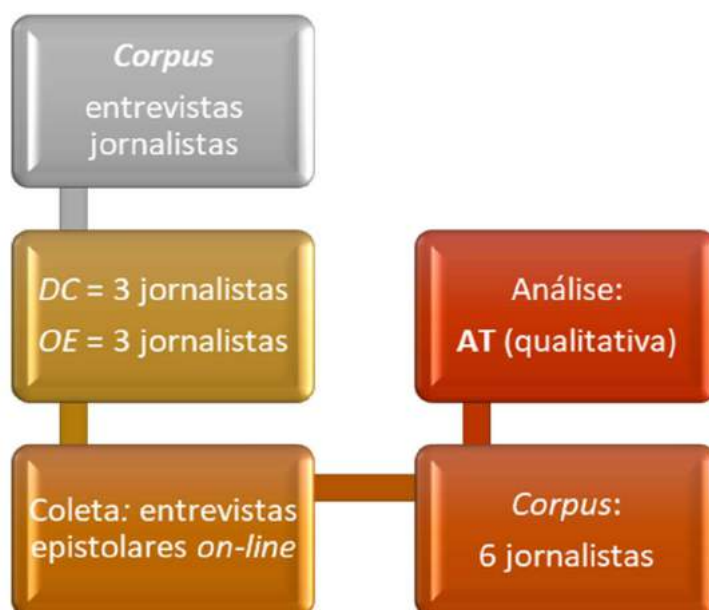 Corpus
entrevistas
jornalistas
DC = 3 jornalistas
OE = 3 jornalistas
Coleta: entrevistas
epistolares on-line
Corpus:
6 jornalistas
Análise:
AT (qualitativa)